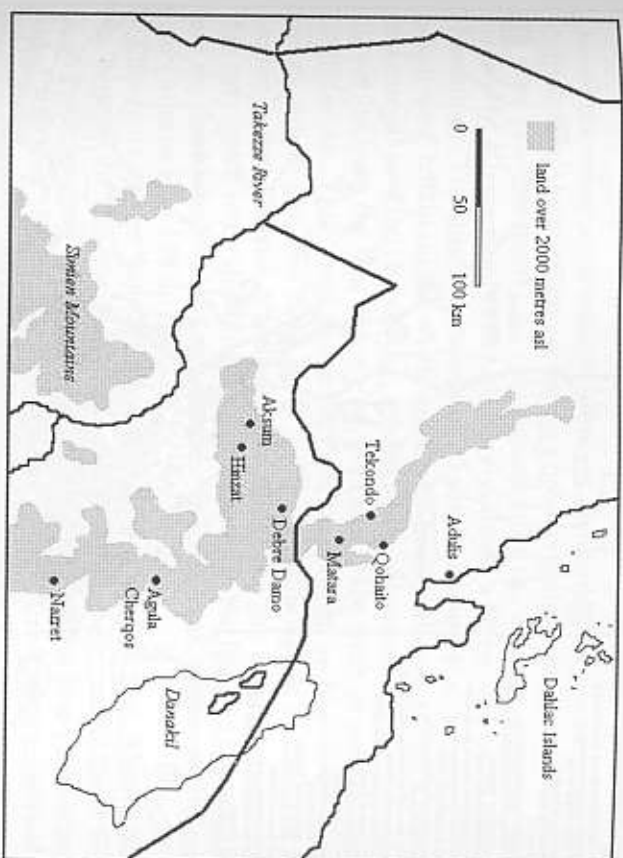 land over 2000 metres asl
0 50 100 km
Dahlac Islands
Adulis
Qohaito
Tekondo
Matara
Takezze River
Debre Damo
Aksum
Hinzat
Danakil
Agula
Cherqos
Simien Mountains
Nazret